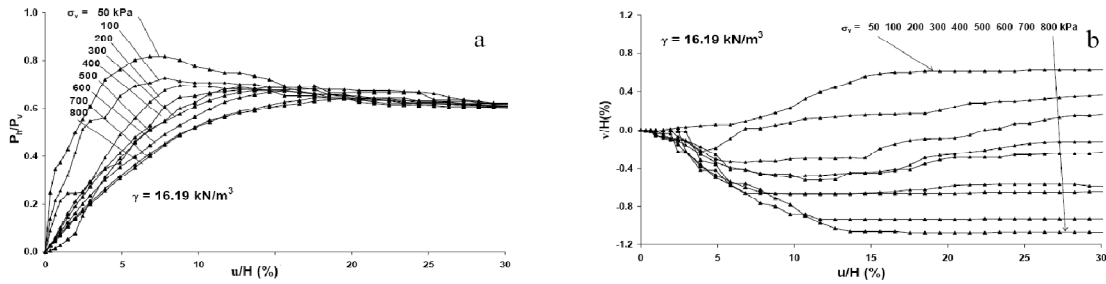 σv = 50 kPa
100
200
300
400
500
600
700
800
a
γ = 16.19 kN/m³
Ph/Pv
1.0
0.8
0.6
0.4
0.2
0.0
0 5 10 15 20 25 30
u/H (%)
γ = 16.19 kN/m³
σv = 50 100 200 300 400 500 600 700 800 kPa
b
v/H(%)
1.2
0.8
0.4
0.0
-0.4
-0.8
-1.2
0 5 10 15 20 25 30
u/H (%)